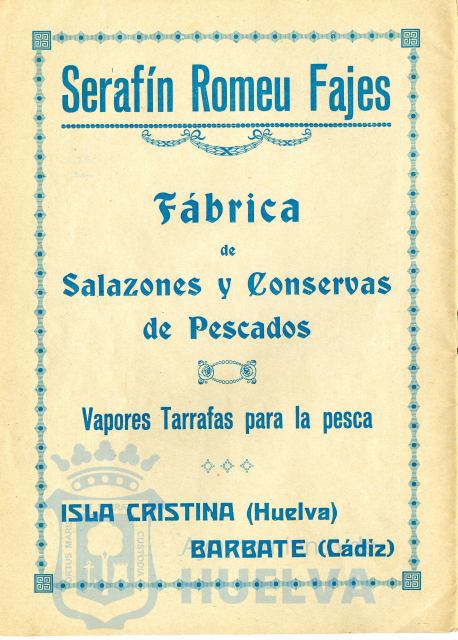 Serafín Romeu Fajes
Fábrica
de
Salazones y Conservas
de Pescados
Vapores Tarrafas para la pesca
ISLA CRISTINA (Huelva)
BARBATE (Cádiz)
HUELVA